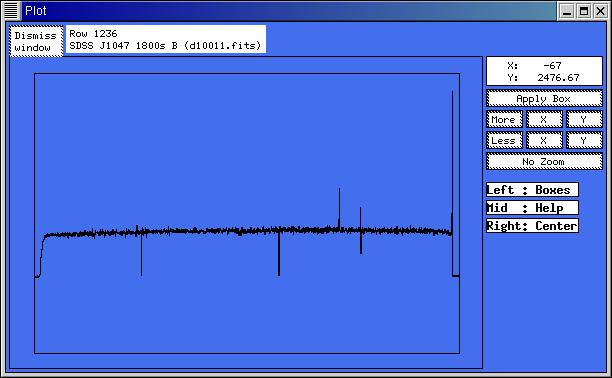 Plot
Dismiss
window
Row 1236
SDSS J1047 1800s B (d10011.fits)
X: -67
Y: 2476.67
Apply Box
More X Y
Less X Y
No Zoom
Left : Boxes
Mid : Help
Right: Center